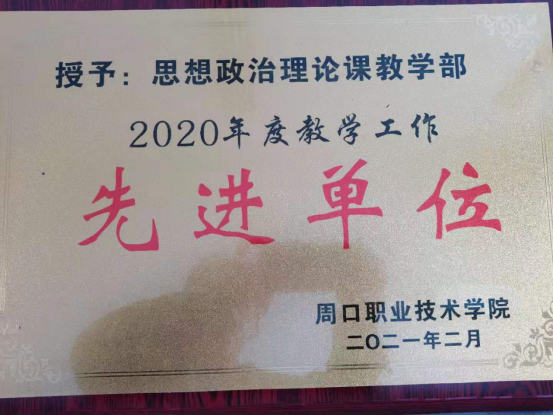 授予：思想政治理论课教学部
2020年度教学工作
先进单位
周口职业技术学院
二〇二一年二月